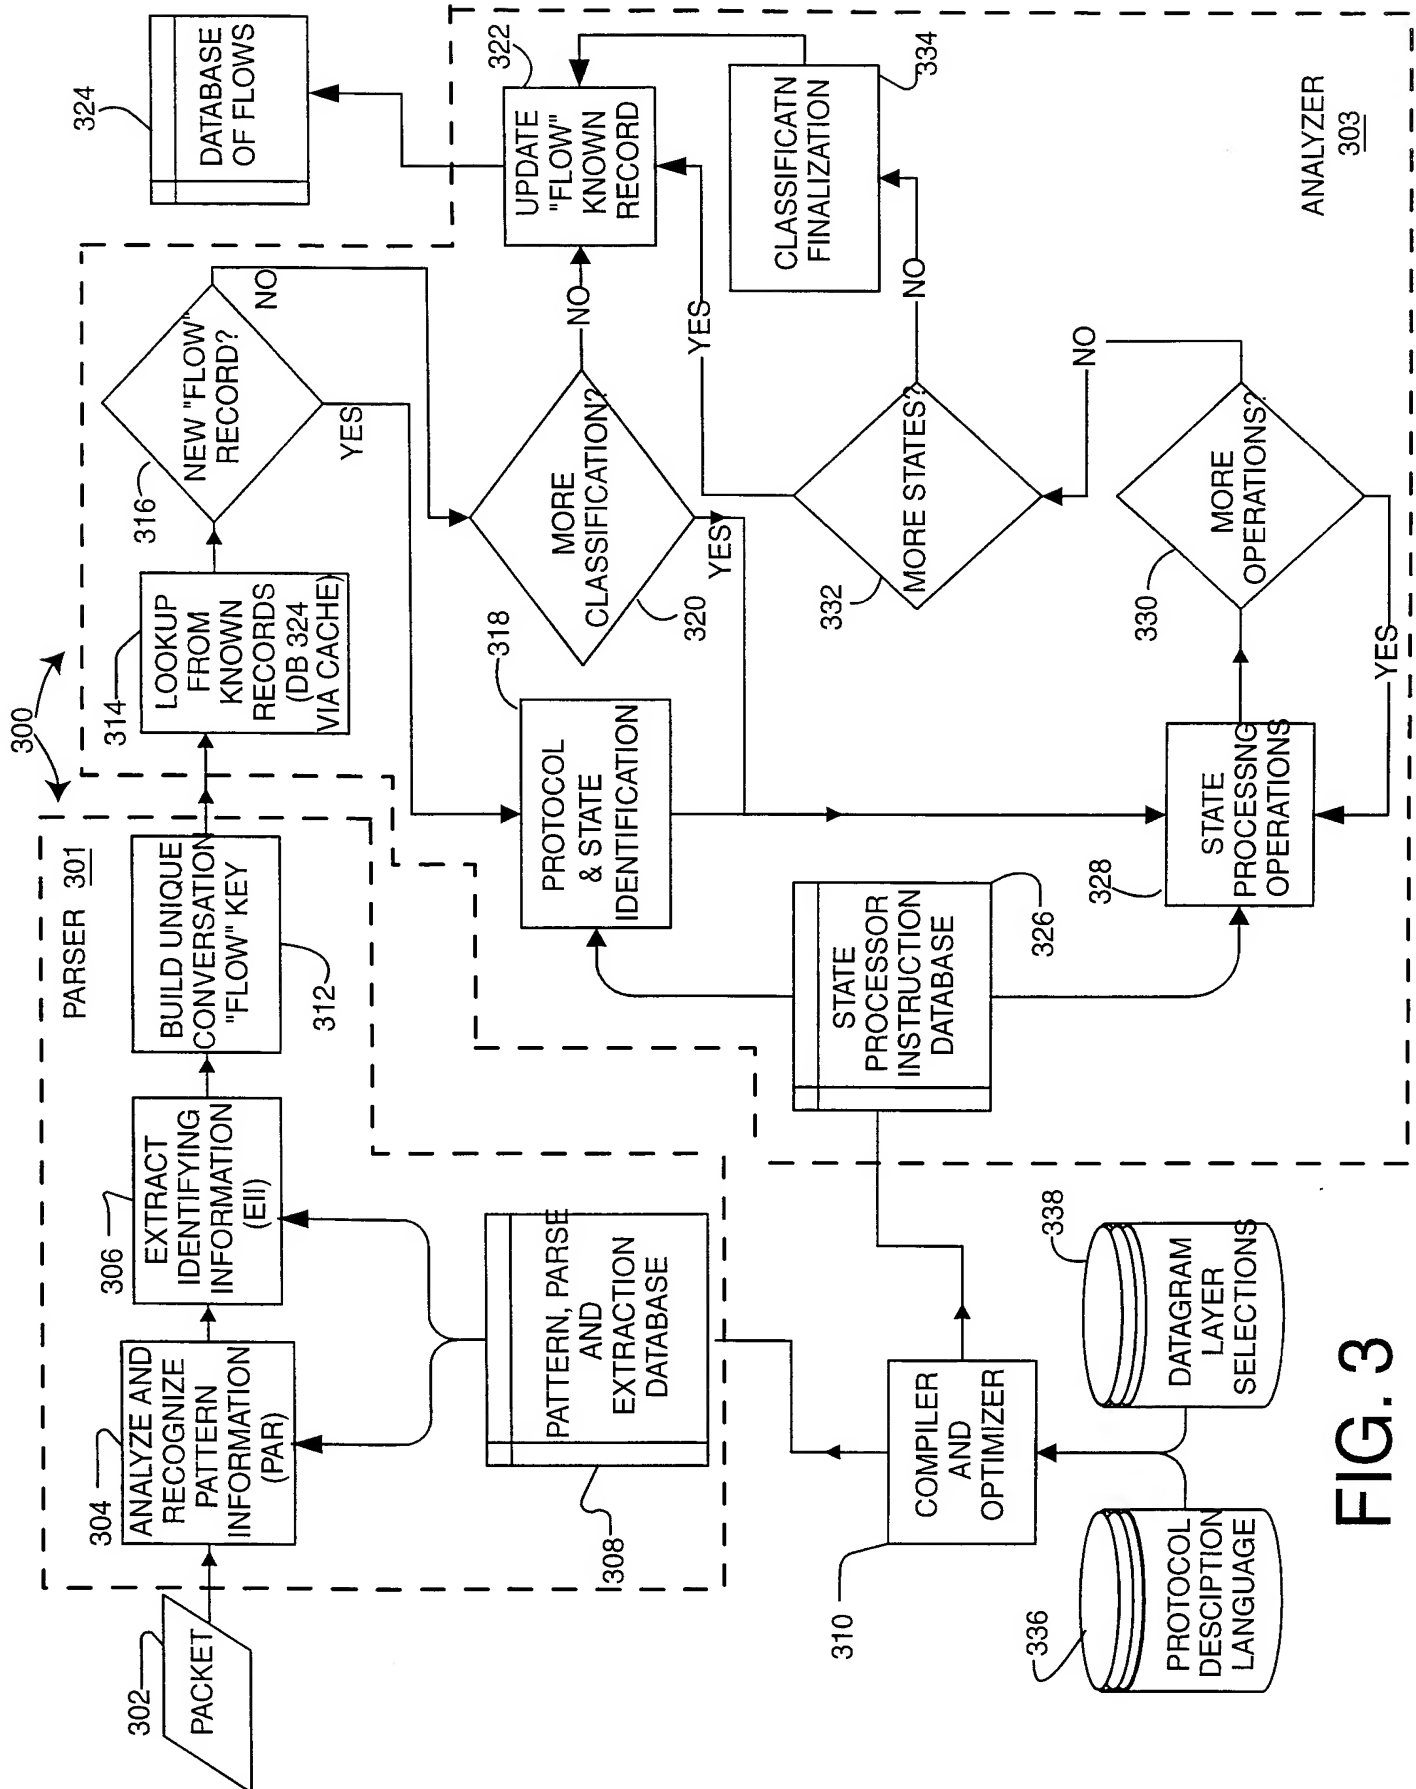 300
302
PACKET
PARSER 301
304
ANALYZE AND
RECOGNIZE
PATTERN
INFORMATION
(PAR)
306
EXTRACT
IDENTIFYING
INFORMATION
(EII)
BUILD UNIQUE
CONVERSATION
"FLOW" KEY
312
314
LOOKUP
FROM
KNOWN
RECORDS
(DB 324
VIA CACHE)
316
NEW "FLOW"
RECORD?
NO
YES
324
DATABASE
OF FLOWS
PATTERN, PARSE
AND
EXTRACTION
DATABASE
308
318
PROTOCOL
& STATE
IDENTIFICATION
MORE
CLASSIFICATION?
320
NO
YES
322
UPDATE
"FLOW"
KNOWN
RECORD
YES
CLASSIFICATN
FINALIZATION
334
310
COMPILER
AND
OPTIMIZER
STATE
PROCESSOR
INSTRUCTION
DATABASE
326
332
MORE STATES?
NO
336
PROTOCOL
DESCIPTION
LANGUAGE
338
DATAGRAM
LAYER
SELECTIONS
328
STATE
PROCESSNG
OPERATIONS
330
MORE
OPERATIONS?
NO
YES
ANALYZER
303
FIG. 3